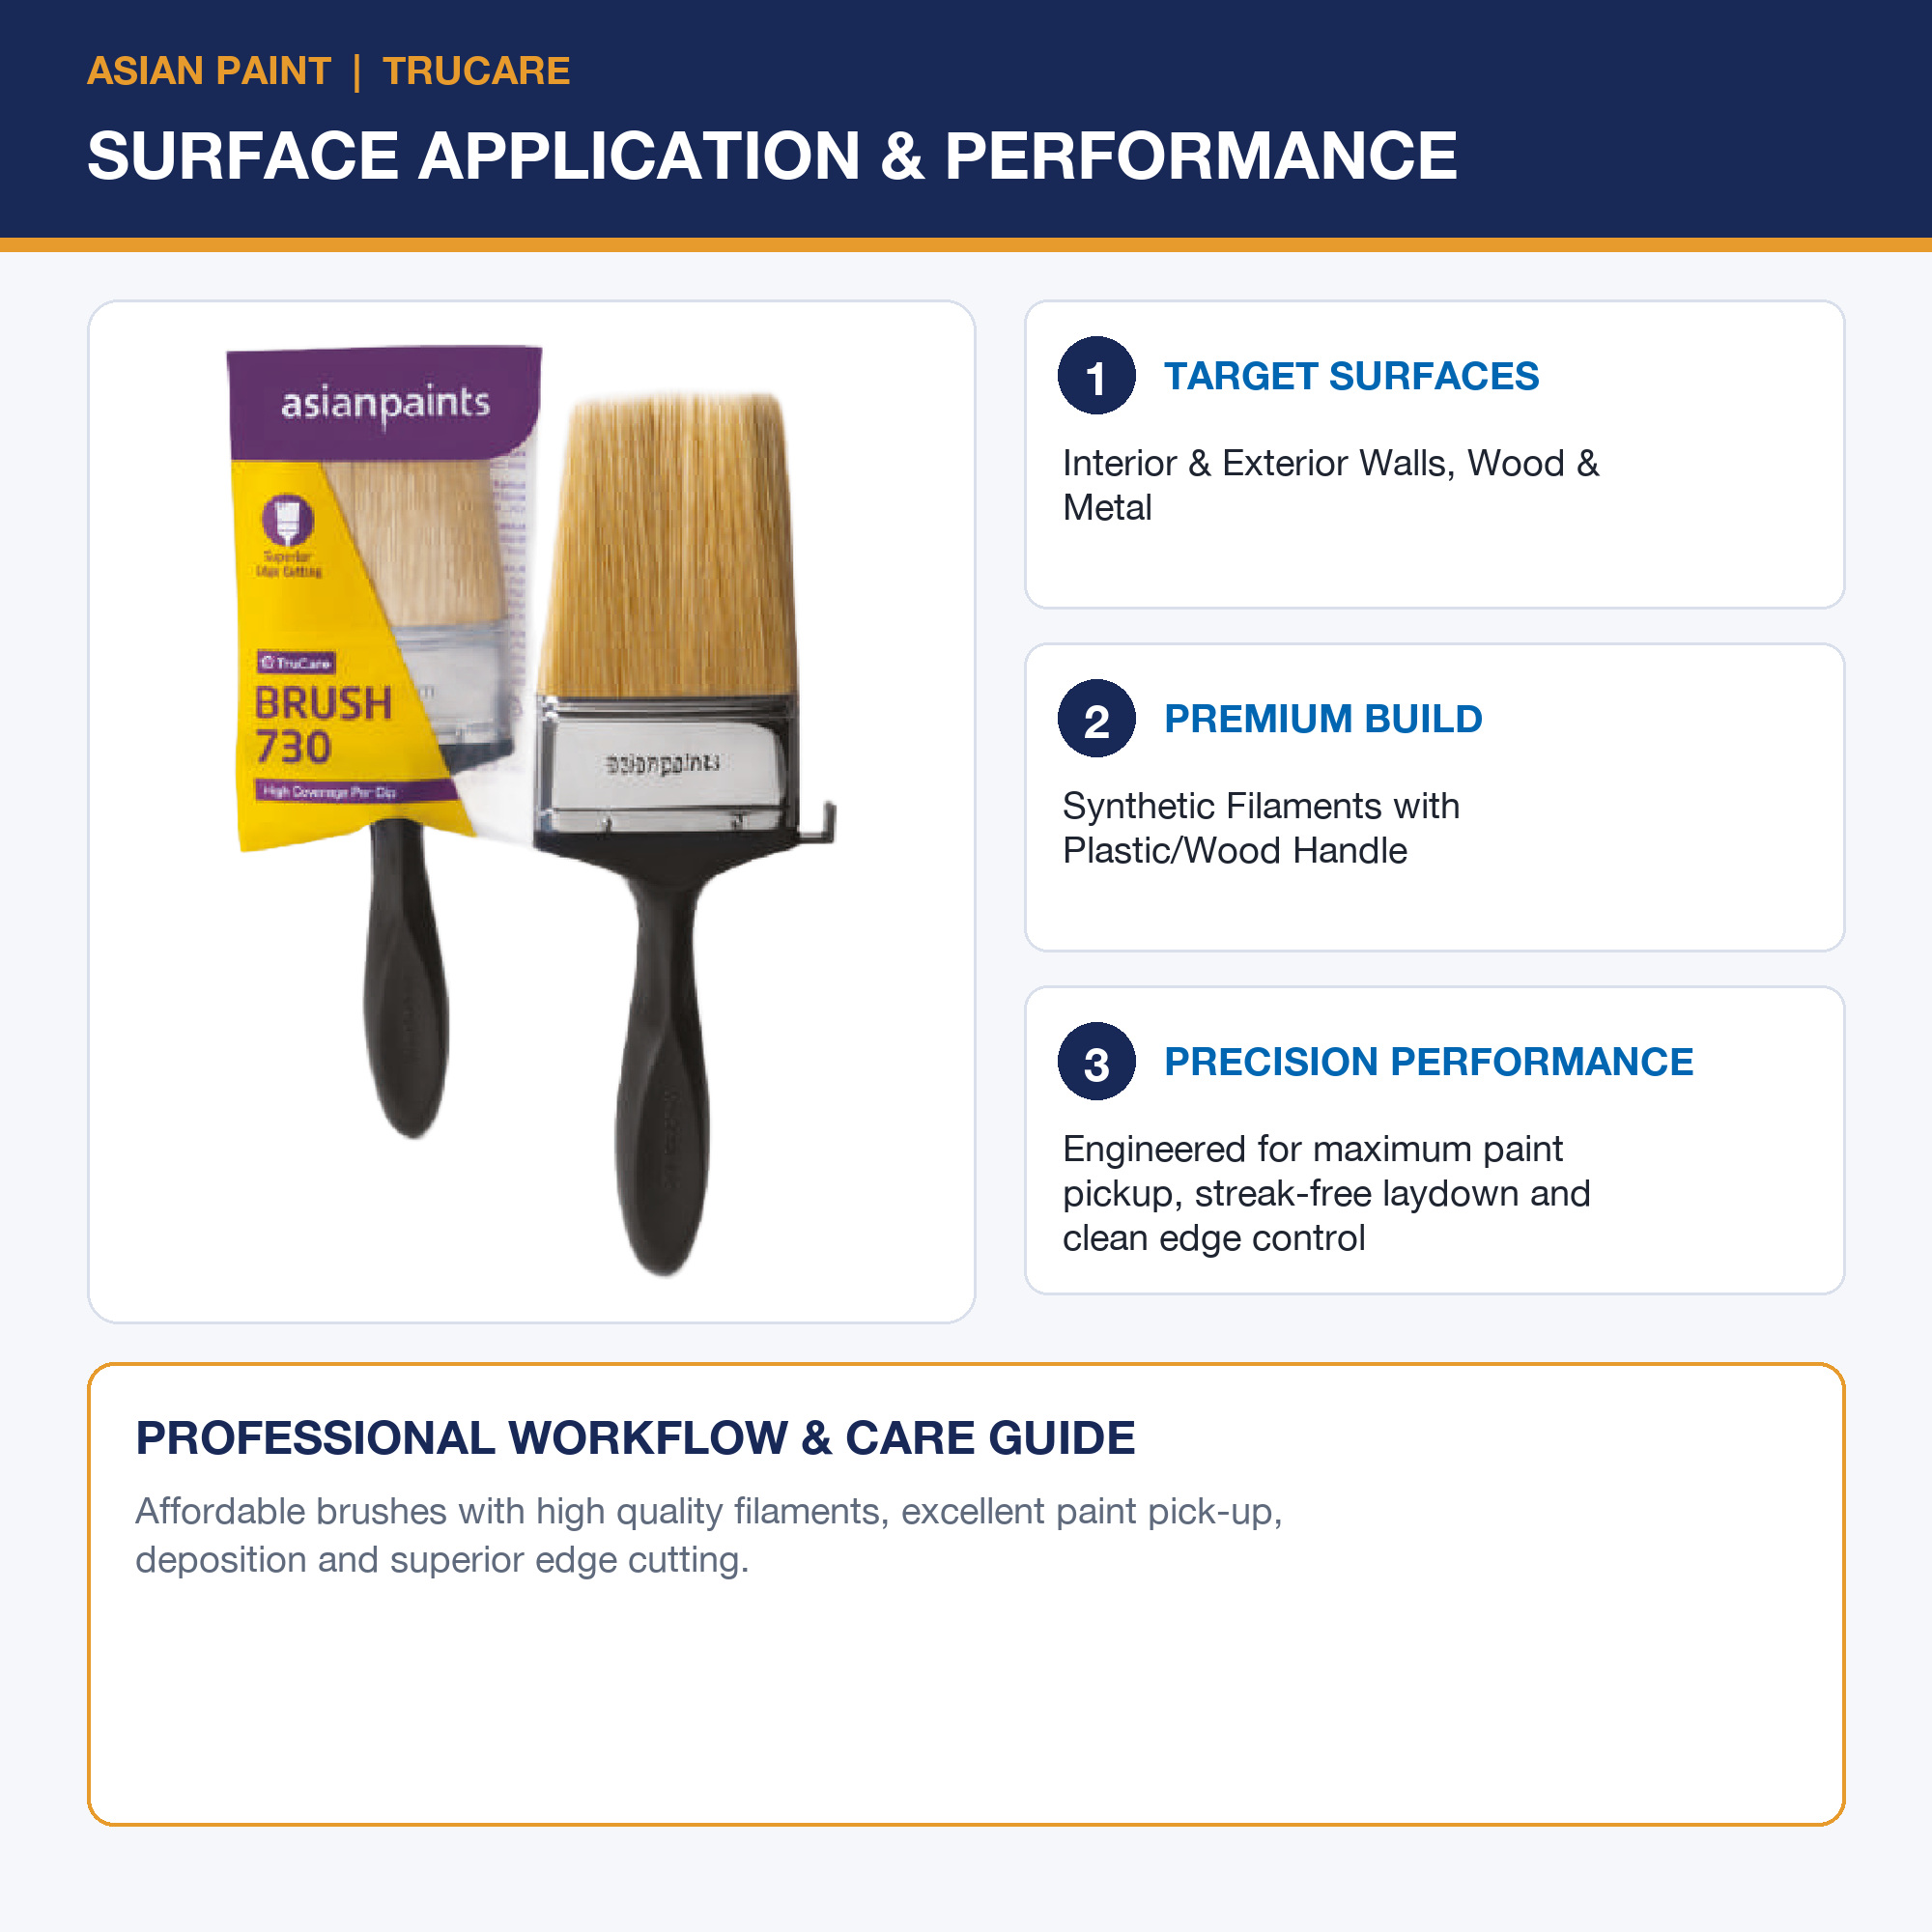 ASIAN PAINT | TRUCARE
SURFACE APPLICATION & PERFORMANCE
asianpaints
Superior
Edge Cutting
TruCare
BRUSH
730
High Coverage Per Dip
asianpaints
1 TARGET SURFACES
Interior & Exterior Walls, Wood &
Metal
2 PREMIUM BUILD
Synthetic Filaments with
Plastic/Wood Handle
3 PRECISION PERFORMANCE
Engineered for maximum paint
pickup, streak-free laydown and
clean edge control
PROFESSIONAL WORKFLOW & CARE GUIDE
Affordable brushes with high quality filaments, excellent paint pick-up,
deposition and superior edge cutting.